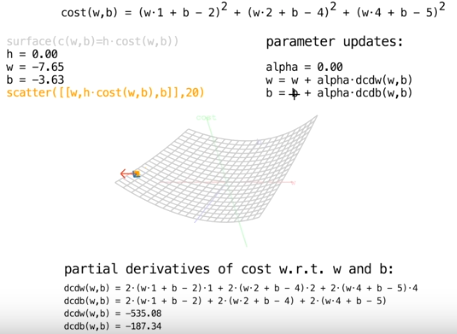 cost(w,b) = (w·1 + b − 2)² + (w·2 + b − 4)² + (w·4 + b − 5)²
surface(c(w,b)=h·cost(w,b))
h = 0.00
w = -7.65
b = -3.63
scatter([[w,h·cost(w,b),b]],20)
parameter updates:
alpha = 0.00
w = w + alpha·dcdw(w,b)
b = b + alpha·dcdb(w,b)
partial derivatives of cost w.r.t. w and b:
dcdw(w,b) = 2·(w·1 + b − 2)·1 + 2·(w·2 + b − 4)·2 + 2·(w·4 + b − 5)·4
dcdb(w,b) = 2·(w·1 + b − 2) + 2·(w·2 + b − 4) + 2·(w·4 + b − 5)
dcdw(w,b) = -535.08
dcdb(w,b) = -187.34